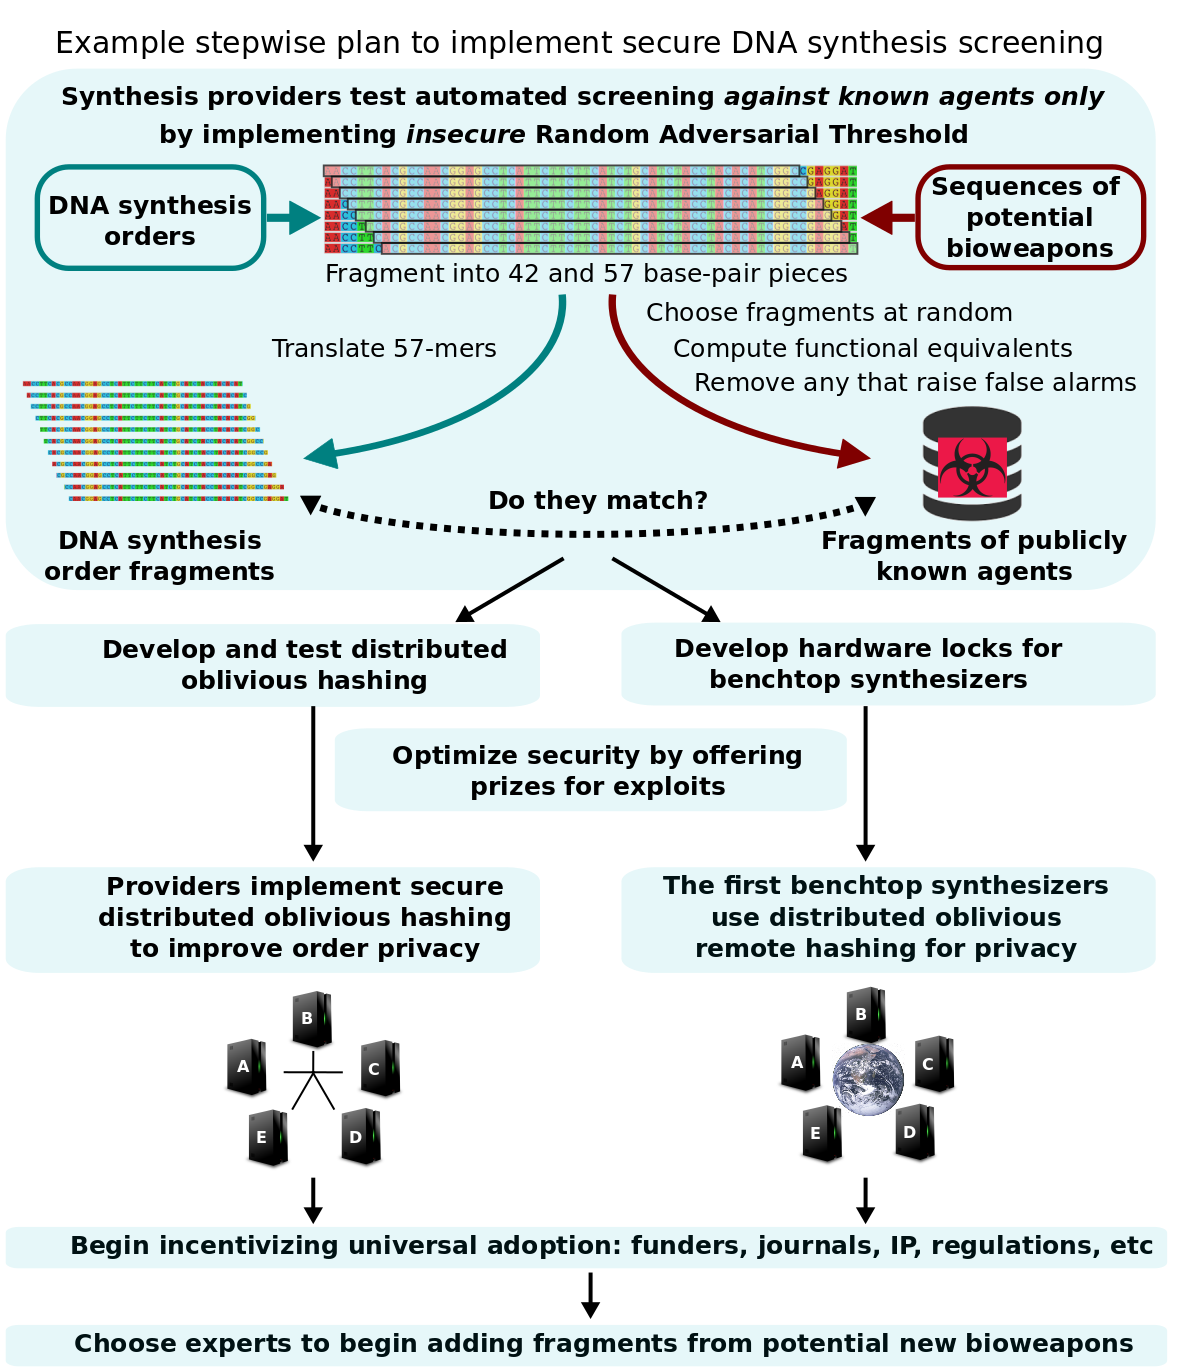 Example stepwise plan to implement secure DNA synthesis screening
Synthesis providers test automated screening against known agents only
by implementing insecure Random Adversarial Threshold
DNA synthesis
orders
Sequences of
potential
bioweapons
Fragment into 42 and 57 base-pair pieces
Choose fragments at random
Translate 57-mers
Compute functional equivalents
Remove any that raise false alarms
Do they match?
DNA synthesis
order fragments
Fragments of publicly
known agents
Develop and test distributed
oblivious hashing
Develop hardware locks for
benchtop synthesizers
Optimize security by offering
prizes for exploits
Providers implement secure
distributed oblivious hashing
to improve order privacy
The first benchtop synthesizers
use distributed oblivious
remote hashing for privacy
B
A
C
E
D
B
A
C
E
D
Begin incentivizing universal adoption: funders, journals, IP, regulations, etc
Choose experts to begin adding fragments from potential new bioweapons